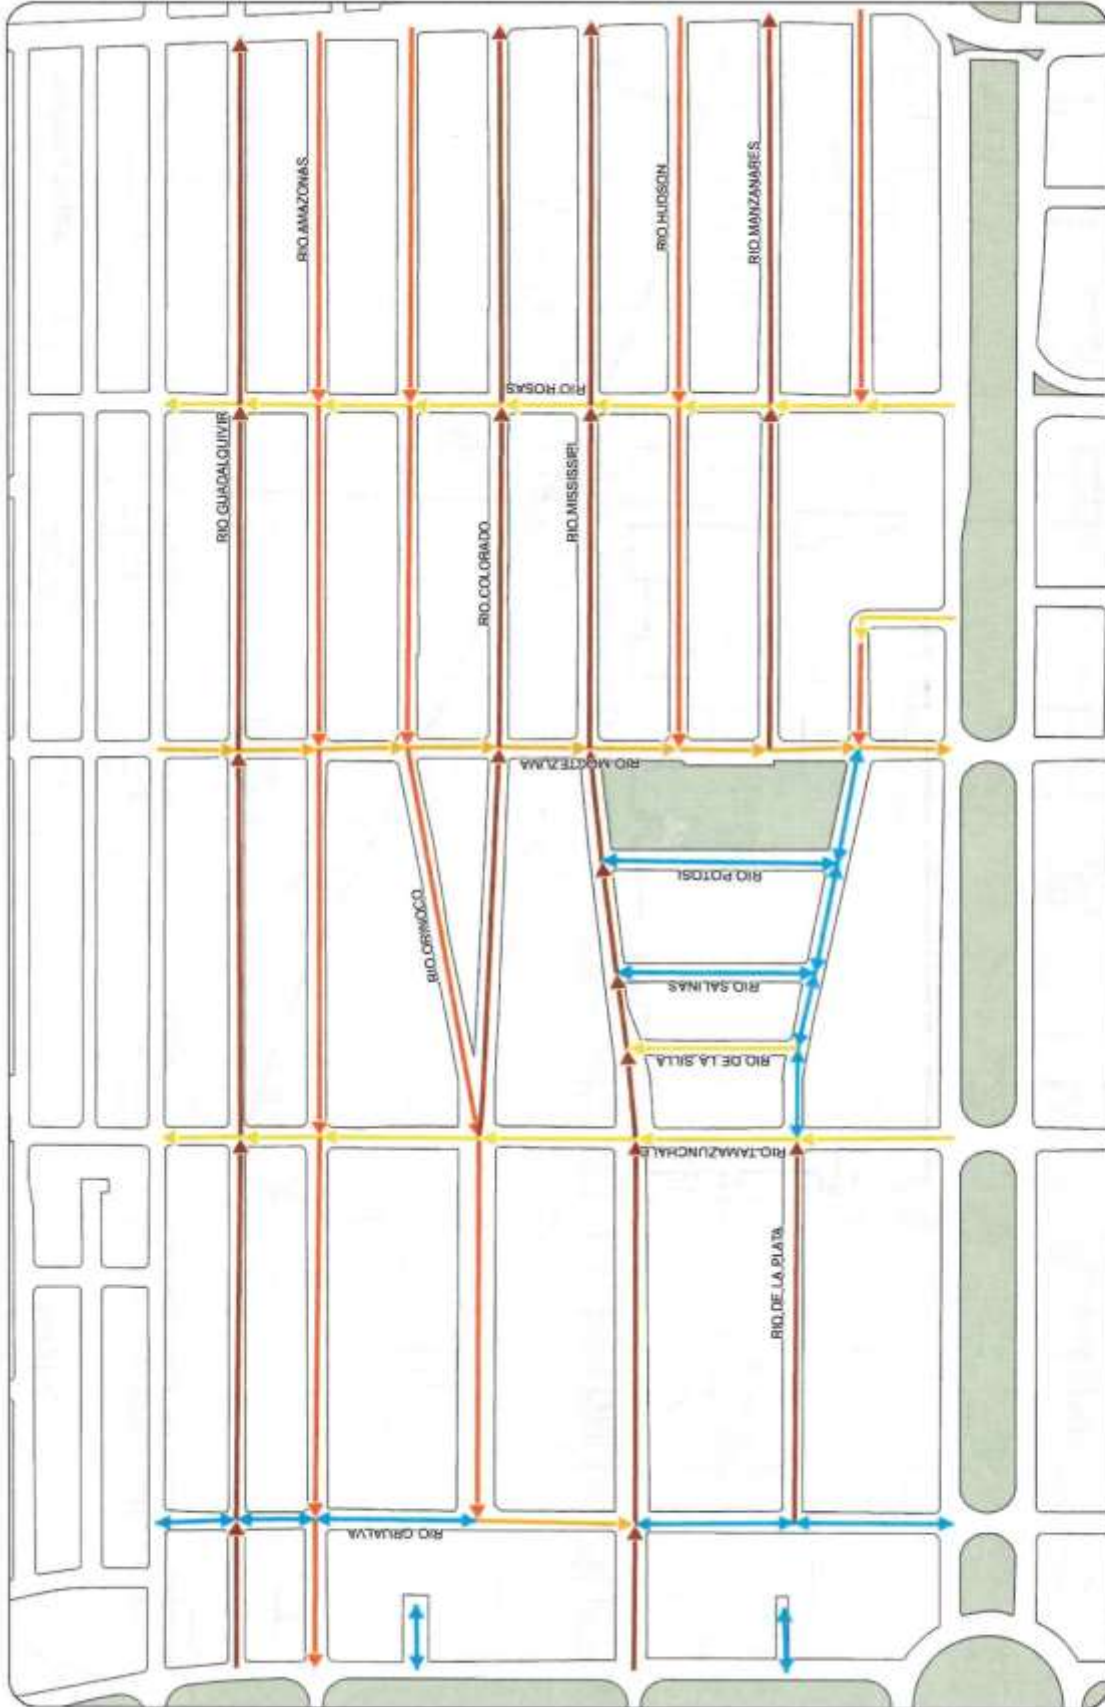 RIO AMAZONAS
RIO HUDSON
RIO MANZANARES
RIO ROSAS
RIO GUADALQUIVIR
RIO MISSISSIPI
RIO COLORADO
RIO MOCTEZUMA
RIO POTOSI
RIO ORINOCO
RIO SALINAS
RIO DE LA SILLA
RIO TAMAZUNCHALE
RIO DE LA PLATA
RIO GRIJALVA